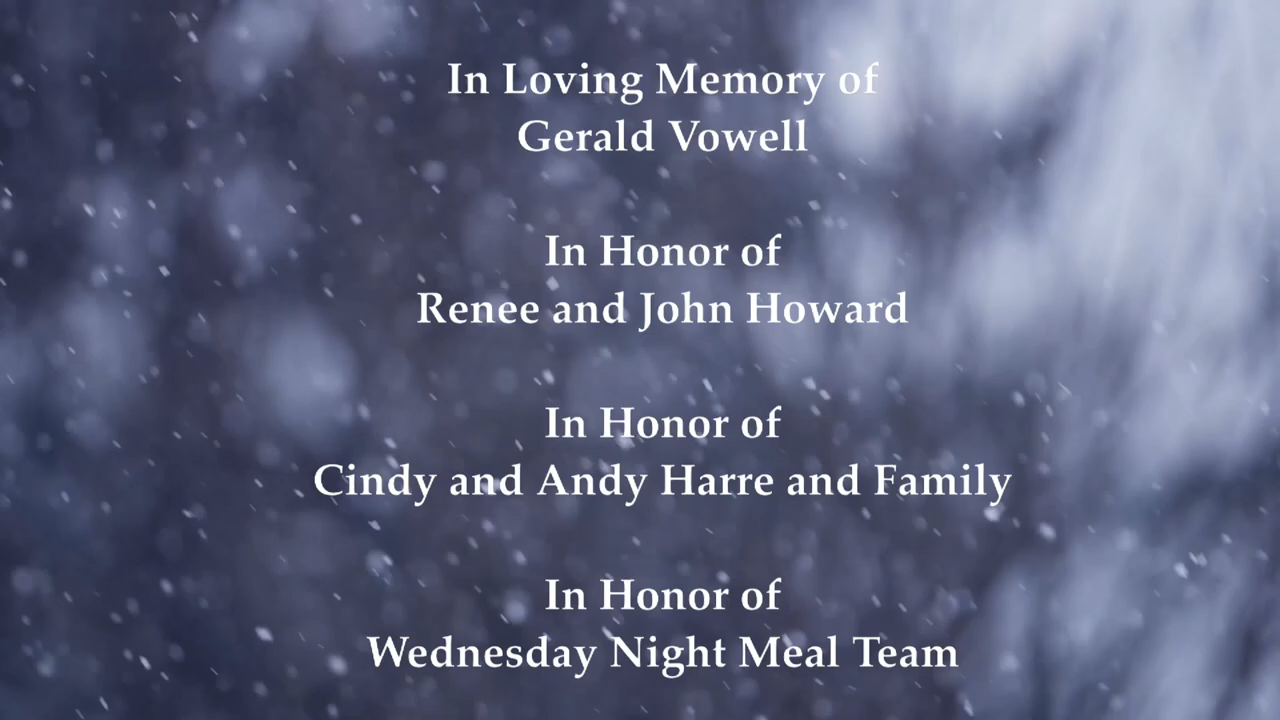 In Loving Memory of
Gerald Vowell
In Honor of
Renee and John Howard
In Honor of
Cindy and Andy Harre and Family
In Honor of
Wednesday Night Meal Team